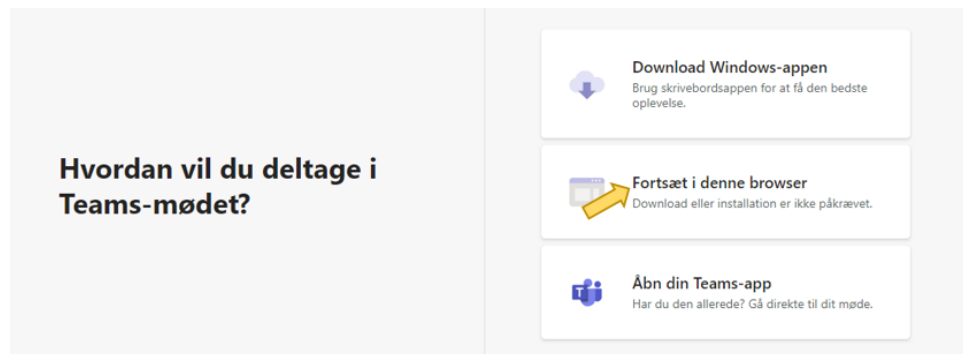 Hvordan vil du deltage i
Teams-mødet?
Download Windows-appen
Brug skrivebordsappen for at få den bedste
oplevelse.
Fortsæt i denne browser
Download eller installation er ikke påkrævet.
Åbn din Teams-app
Har du den allerede? Gå direkte til dit møde.